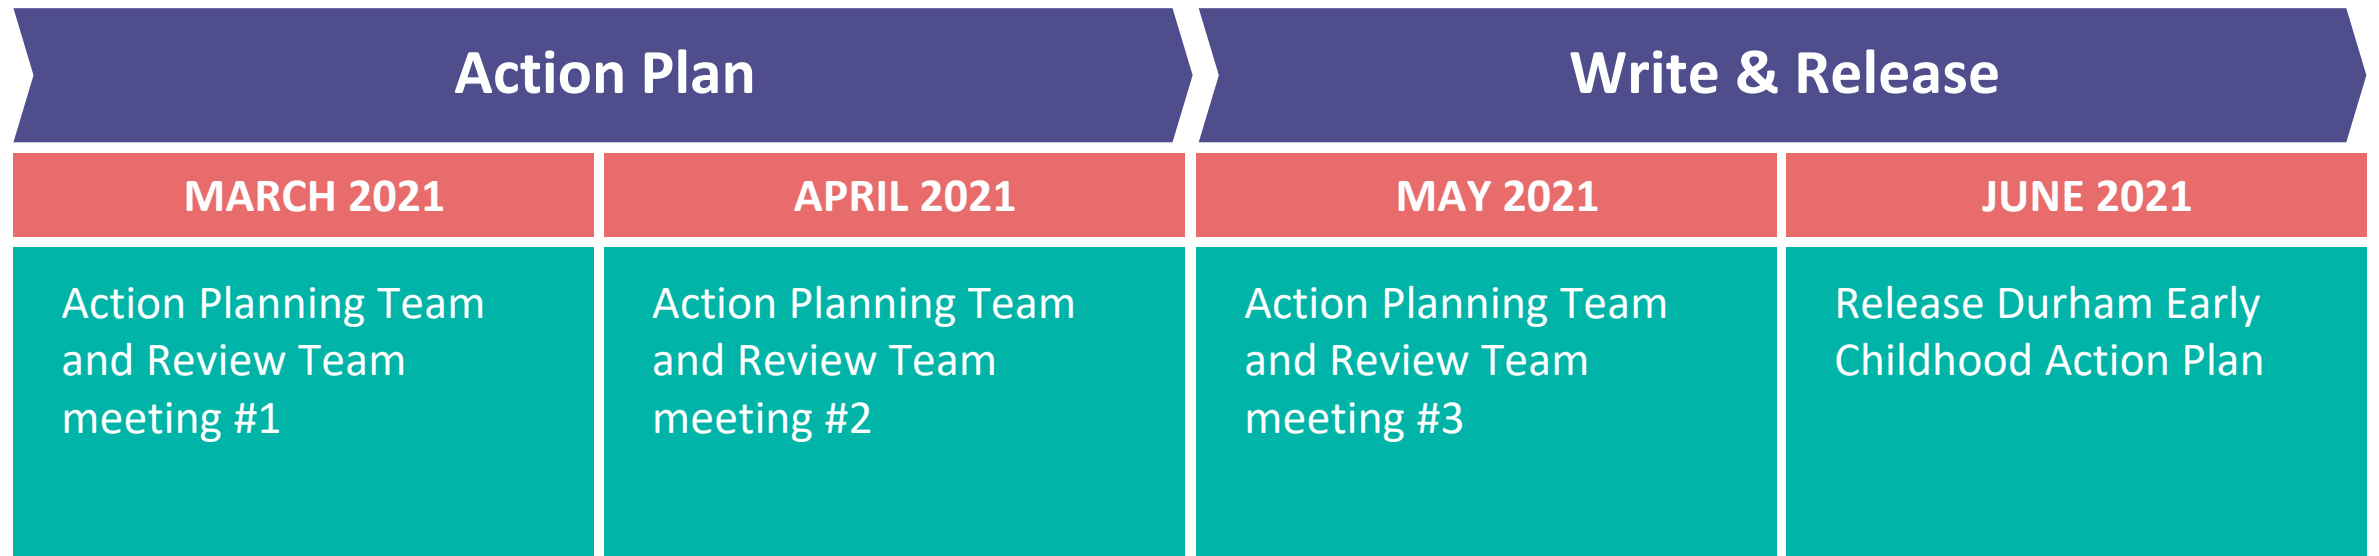 Action Plan
Write & Release
MARCH 2021
APRIL 2021
MAY 2021
JUNE 2021
Action Planning Team
and Review Team
meeting #1
Action Planning Team
and Review Team
meeting #2
Action Planning Team
and Review Team
meeting #3
Release Durham Early
Childhood Action Plan